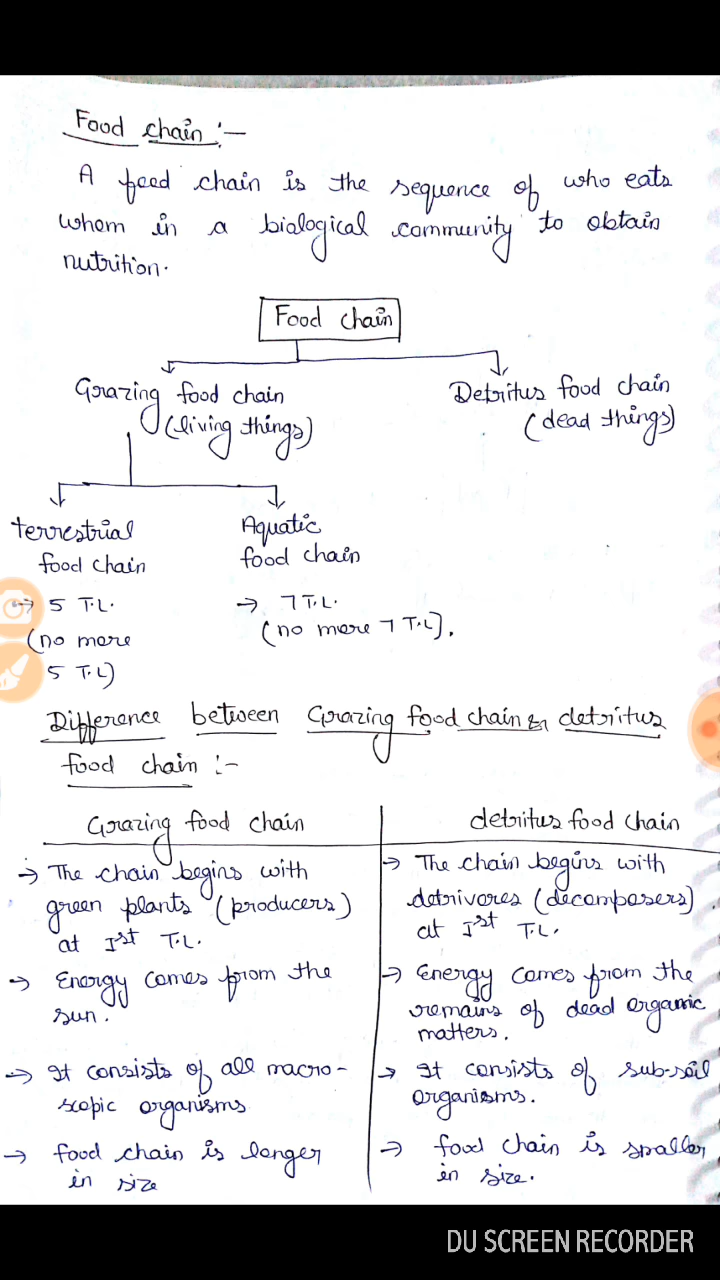 Food chain :-
A food chain is the sequence of who eats
whom in a biological community to obtain
nutrition.
Food chain
Grazing food chain
(living things)
Detritus food chain
(dead things)
terrestrial
food chain
→ 5 T.L.
(no more
5 T.L)
Aquatic
food chain
→ 7 T.L.
(no more 7 T.L).
Difference between Grazing food chain & detritus
food chain :-
Grazing food chain
→ The chain begins with
green plants (producers)
at Ist T.L.
→ Energy comes from the
sun.
→ It consists of all macro-
scopic organisms
→ food chain is longer
in size
detritus food chain
→ The chain begins with
detrivores (decomposers)
at Ist T.L.
→ Energy comes from the
remains of dead organic
matters.
→ It consists of sub-soil
organisms.
→ food chain is smaller
in size.
DU SCREEN RECORDER